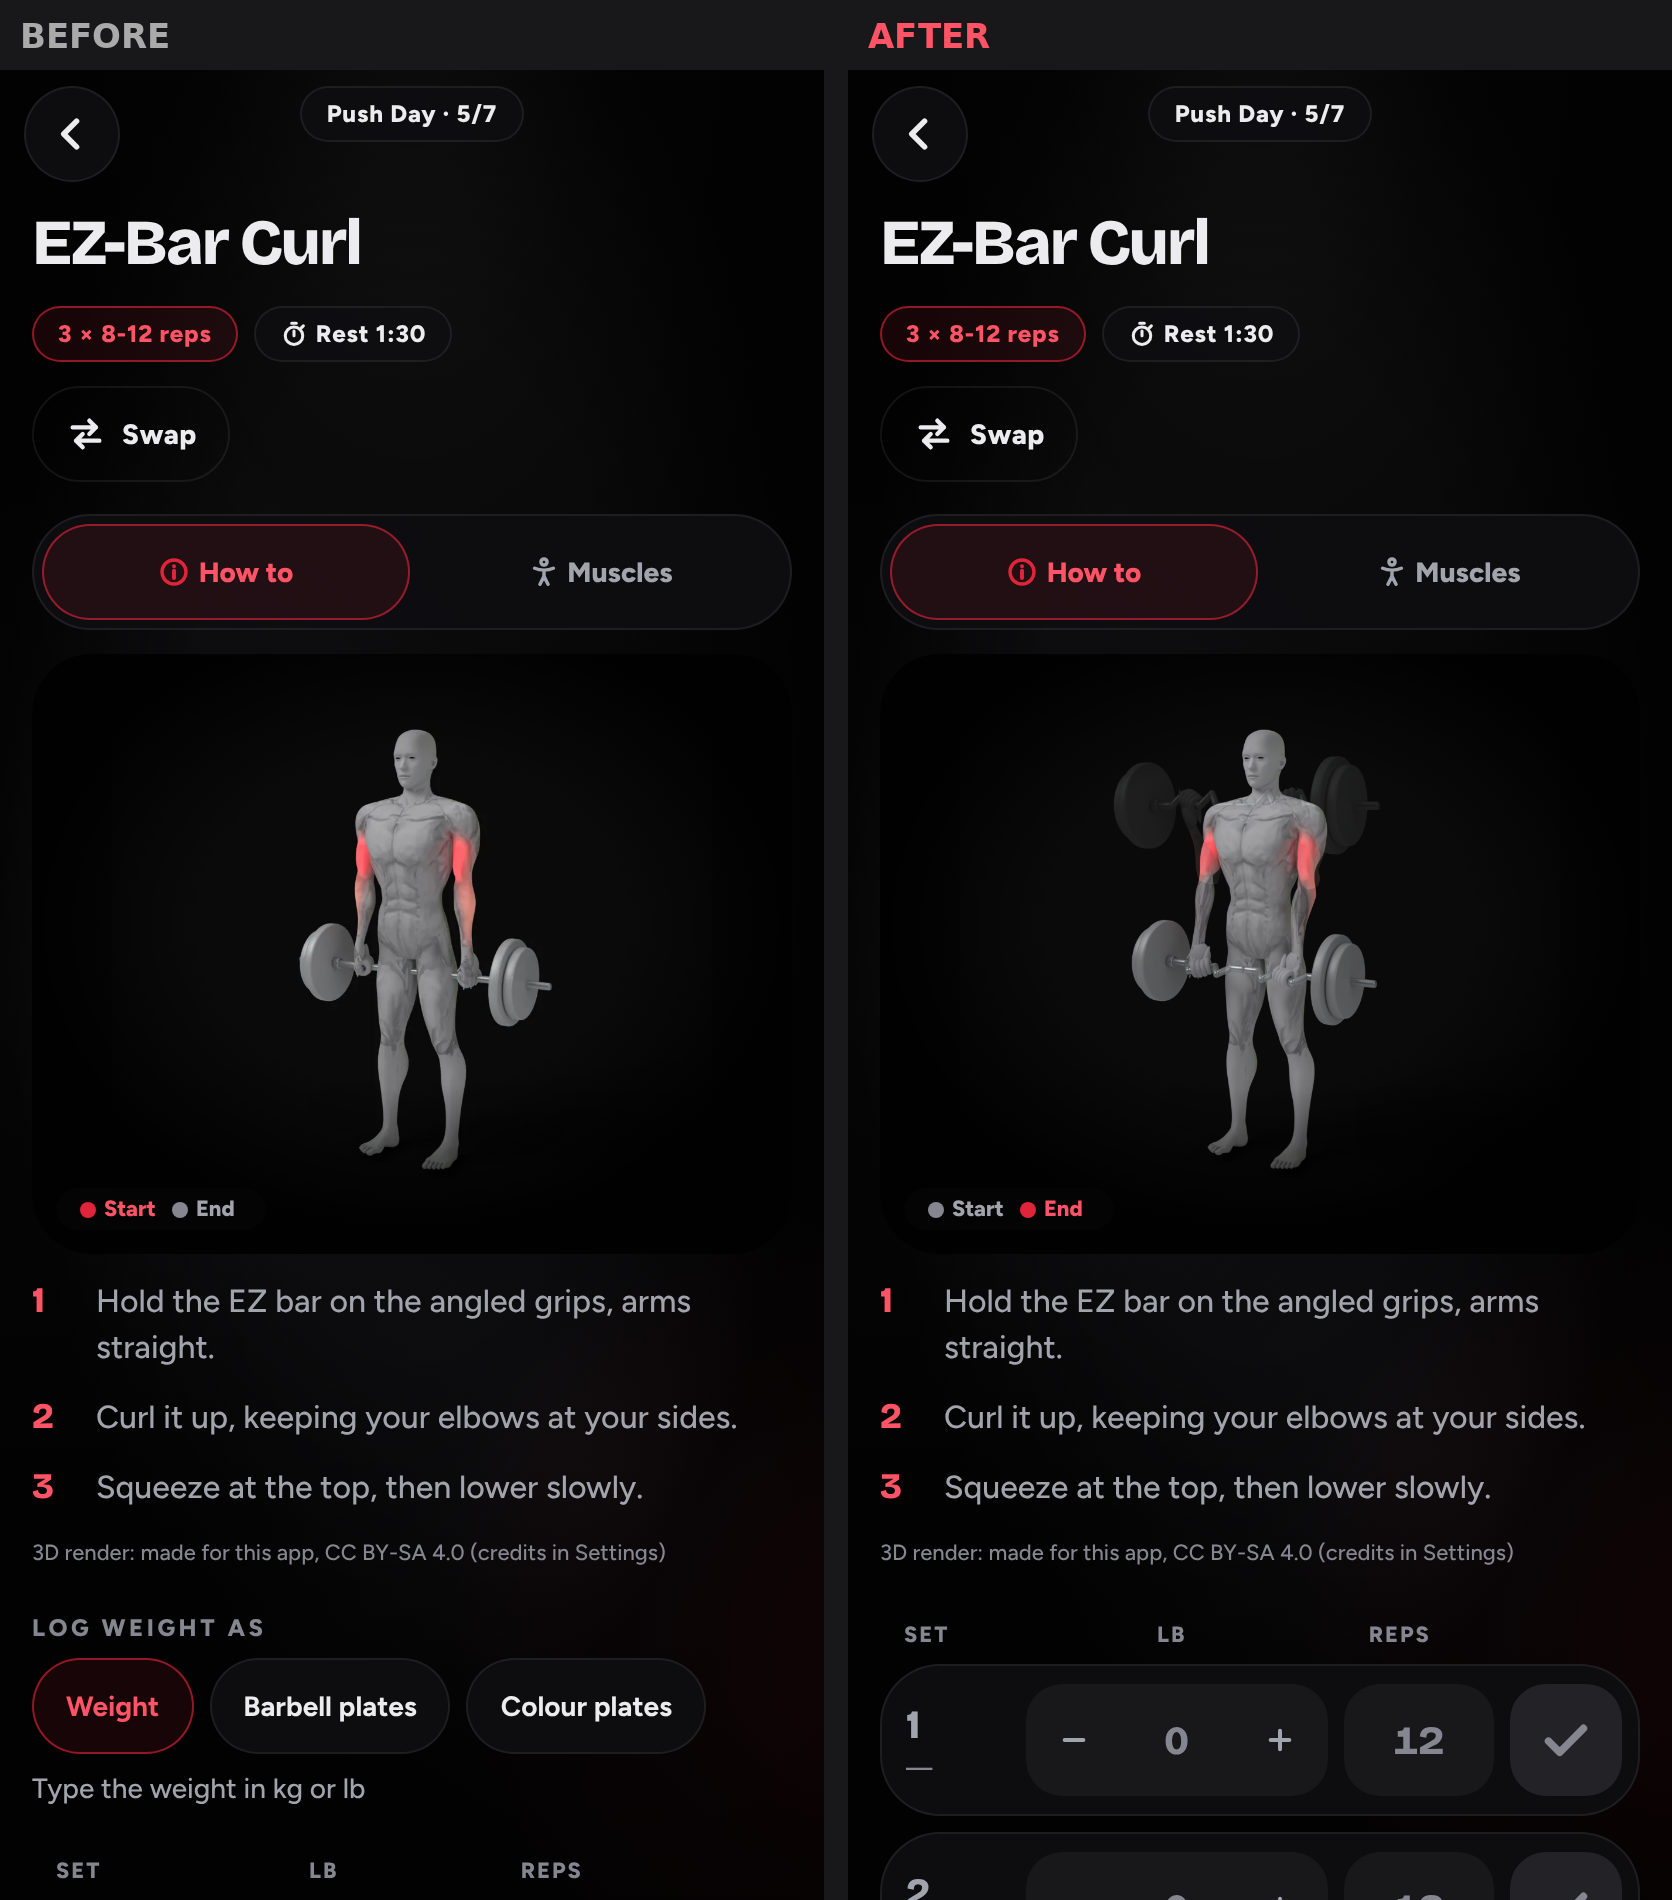 BEFORE
Push Day · 5/7
EZ-Bar Curl
3 × 8-12 reps
Rest 1:30
Swap
How to
Muscles
Start
End
1 Hold the EZ bar on the angled grips, arms
straight.
2 Curl it up, keeping your elbows at your sides.
3 Squeeze at the top, then lower slowly.
3D render: made for this app, CC BY-SA 4.0 (credits in Settings)
LOG WEIGHT AS
Weight
Barbell plates
Colour plates
Type the weight in kg or lb
SET LB REPS
AFTER
Push Day · 5/7
EZ-Bar Curl
3 × 8-12 reps
Rest 1:30
Swap
How to
Muscles
Start
End
1 Hold the EZ bar on the angled grips, arms
straight.
2 Curl it up, keeping your elbows at your sides.
3 Squeeze at the top, then lower slowly.
3D render: made for this app, CC BY-SA 4.0 (credits in Settings)
SET LB REPS
1 − 0 + 12
—
2